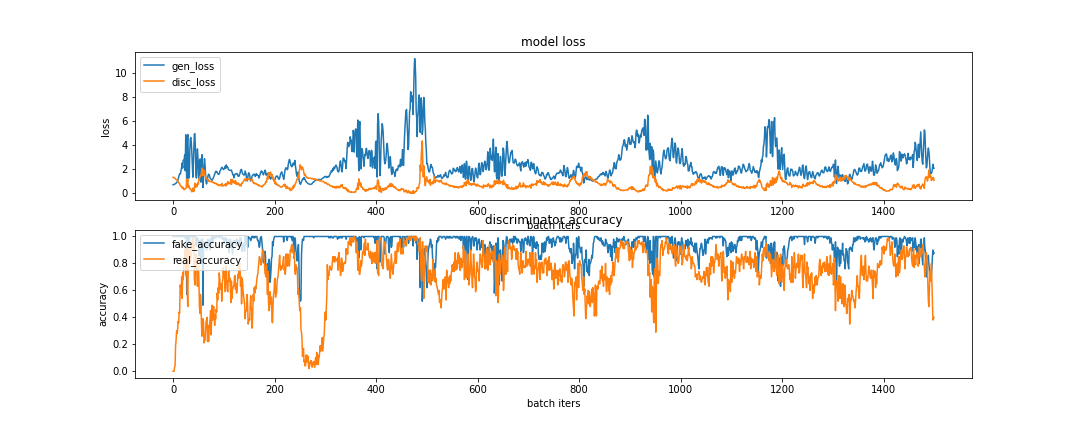 model loss
gen_loss
disc_loss
10
8
6
4
2
0
loss
0 200 400 600 800 1000 1200 1400
batch iters
discriminator accuracy
fake_accuracy
real_accuracy
1.0
0.8
0.6
0.4
0.2
0.0
accuracy
0 200 400 600 800 1000 1200 1400
batch iters